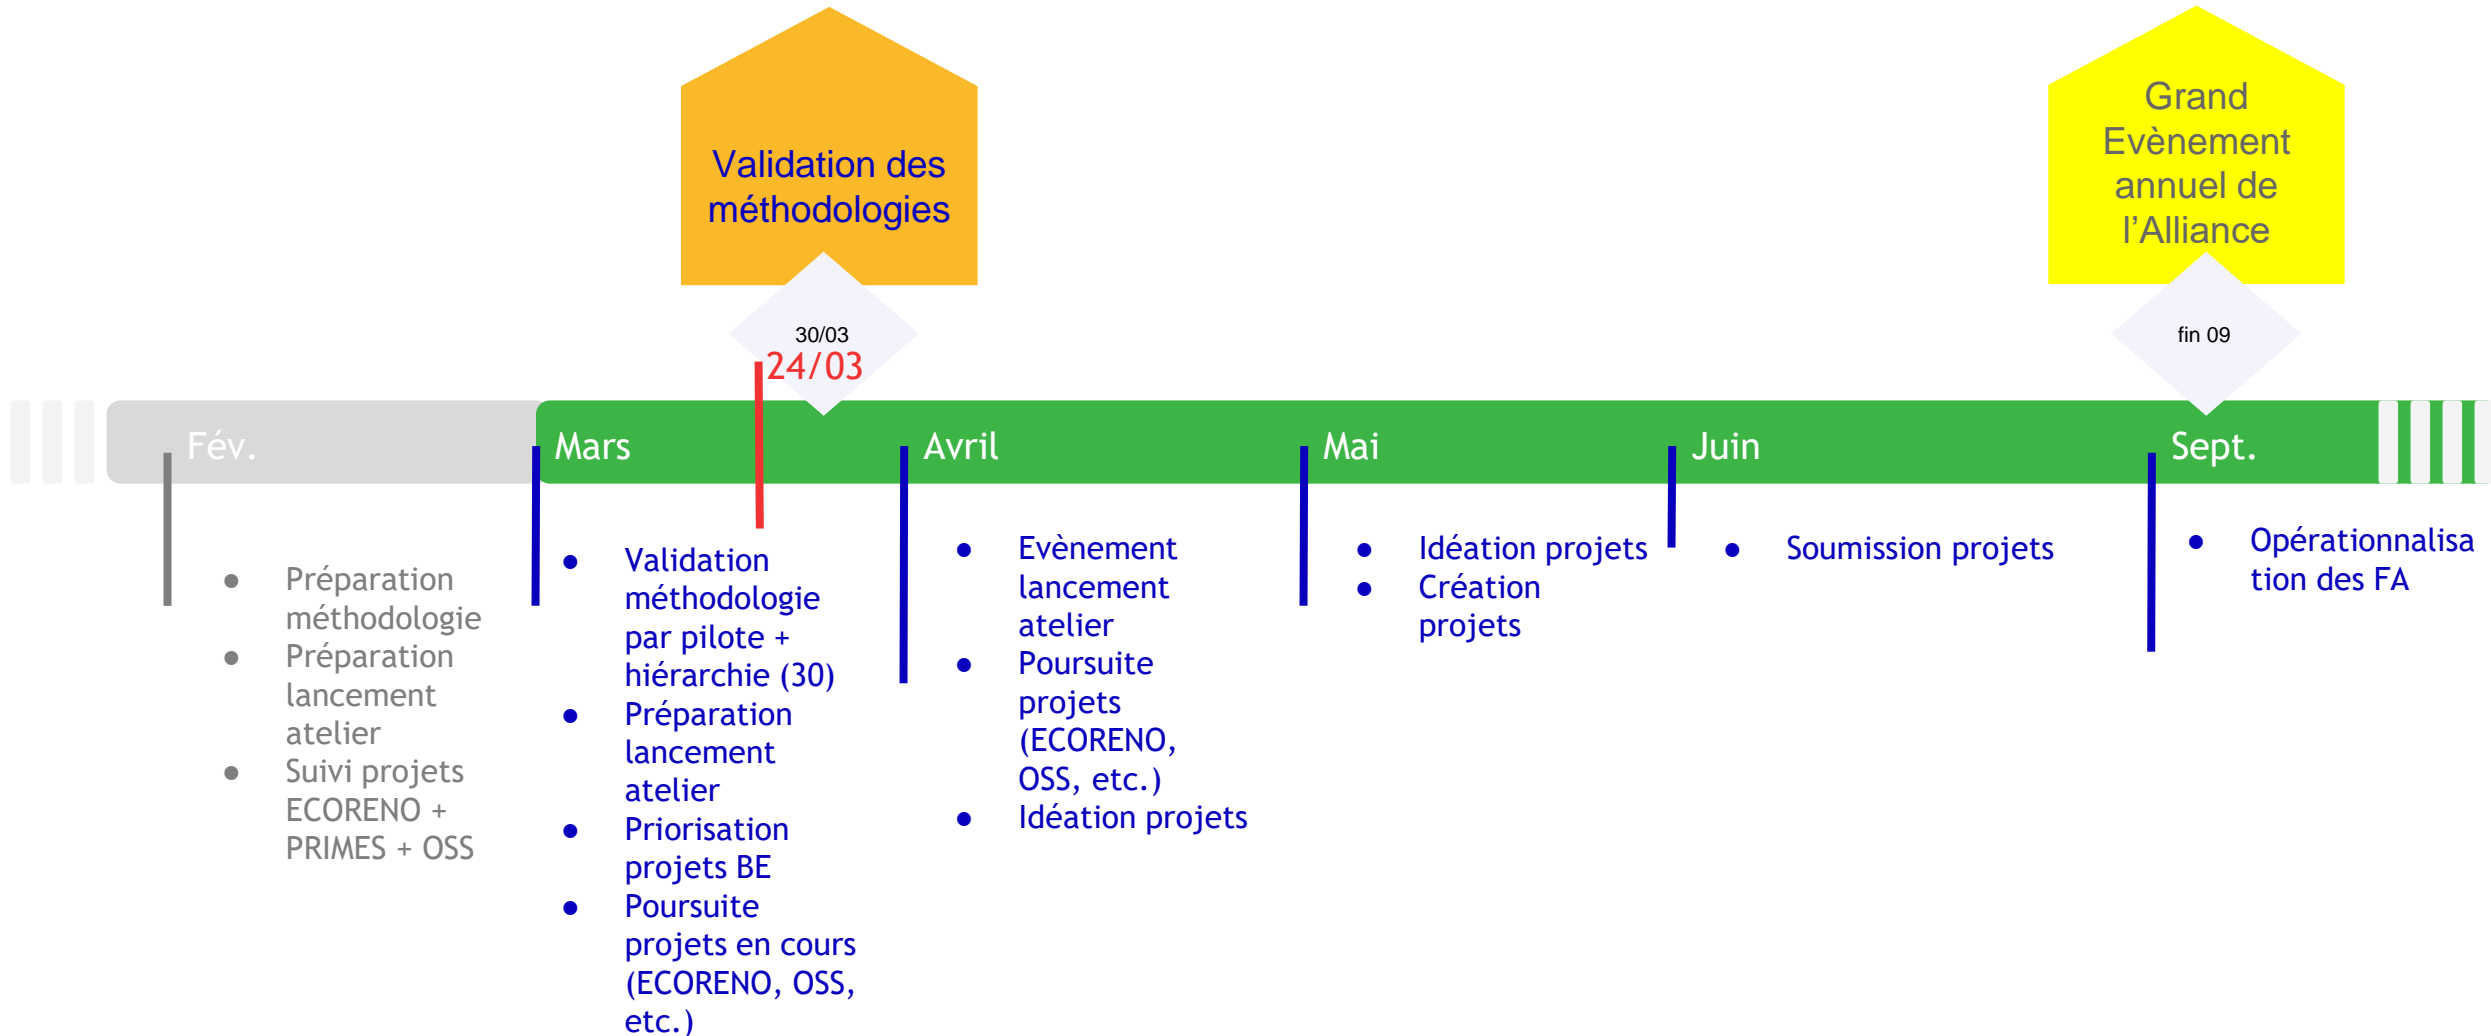 Validation des
méthodologies
Grand
Evènement
annuel de
l’Alliance
30/03
24/03
fin 09
Fév.
Mars
Avril
Mai
Juin
Sept.
● Préparation
méthodologie
● Préparation
lancement
atelier
● Suivi projets
ECORENO +
PRIMES + OSS
● Validation
méthodologie
par pilote +
hiérarchie (30)
● Préparation
lancement
atelier
● Priorisation
projets BE
● Poursuite
projets en cours
(ECORENO, OSS,
etc.)
● Evènement
lancement
atelier
● Poursuite
projets
(ECORENO,
OSS, etc.)
● Idéation projets
● Idéation projets
● Création
projets
● Soumission projets
● Opérationnalisa
tion des FA